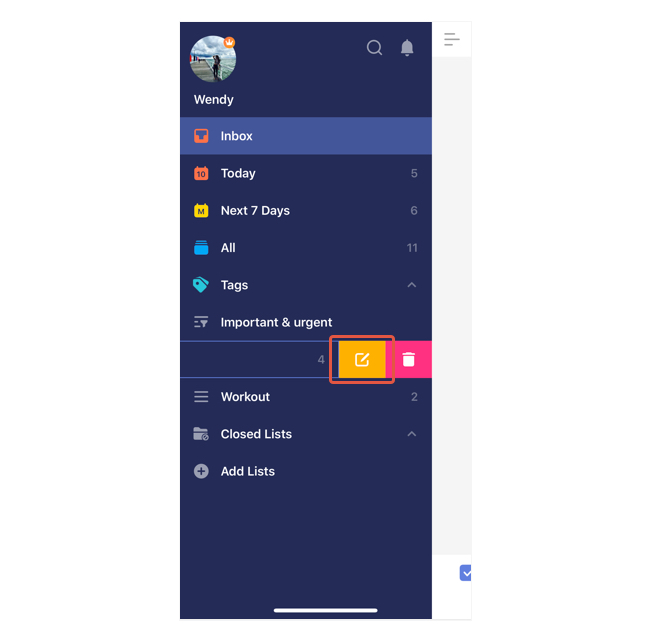 Wendy
Inbox
10 Today 5
M Next 7 Days 6
All 11
Tags
Important & urgent
4
Workout 2
Closed Lists
Add Lists